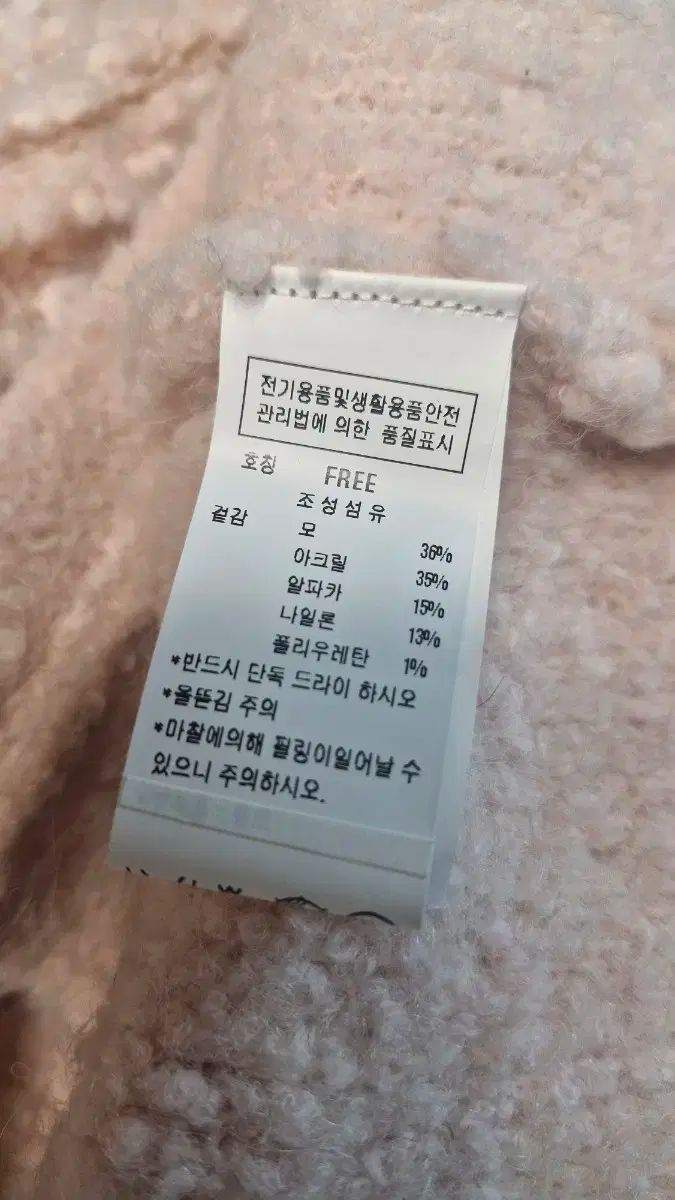 전기용품및생활용품안전
관리법에 의한 품질표시
호칭 FREE
조성섬유
겉감 모 36%
아크릴 35%
알파카 15%
나일론 13%
폴리우레탄 1%
*반드시 단독 드라이 하시오
*올뜯김 주의
*마찰에의해 필링이일어날 수
있으니 주의하시오.